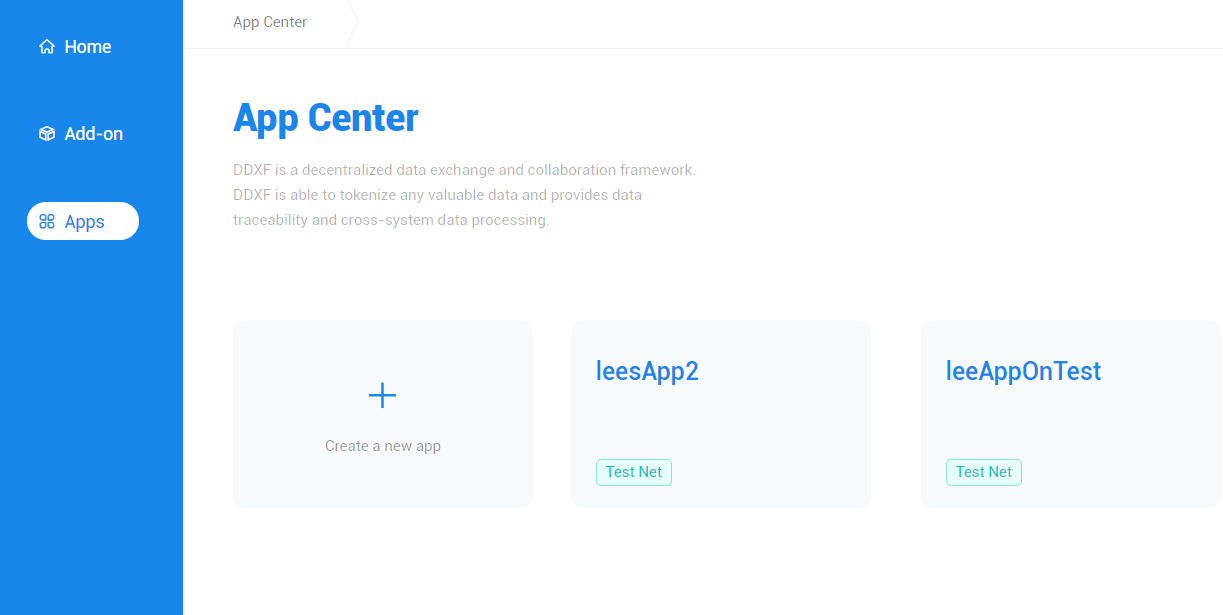 Home
Add-on
Apps
App Center
App Center
DDXF is a decentralized data exchange and collaboration framework.
DDXF is able to tokenize any valuable data and provides data
traceability and cross-system data processing.
Create a new app
leesApp2
Test Net
leeAppOnTest
Test Net